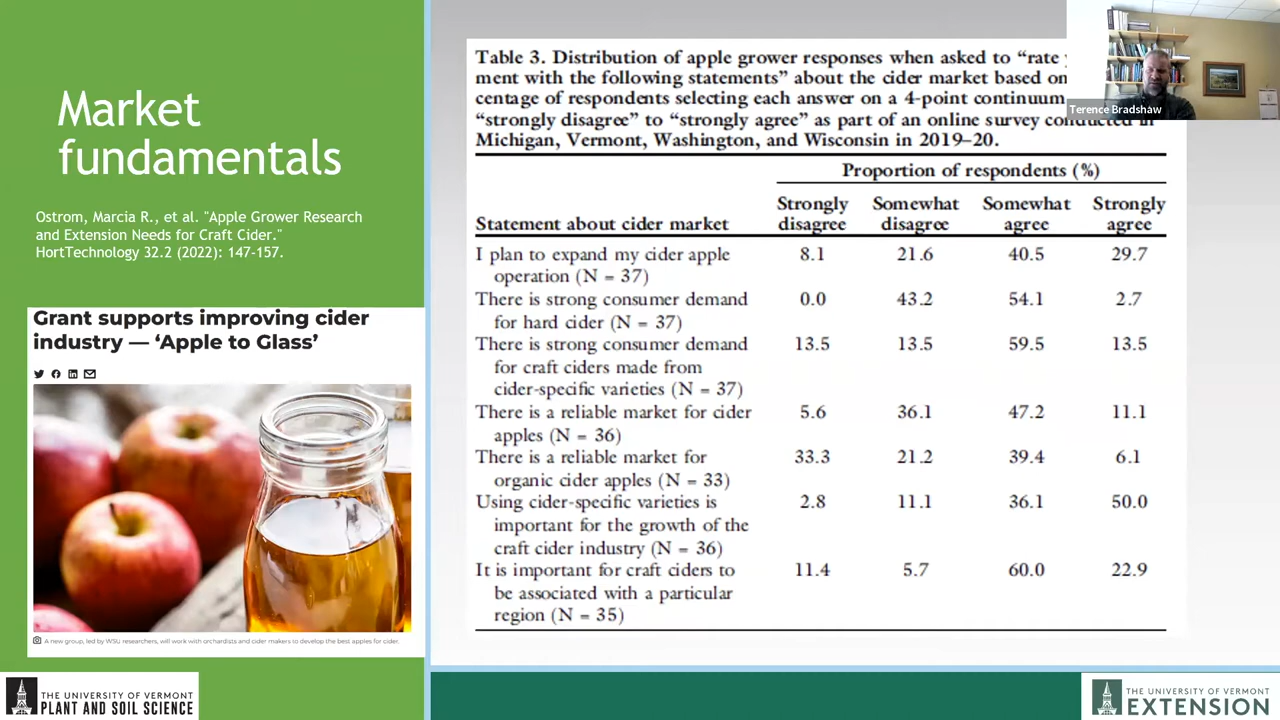 Market
fundamentals
Ostrom, Marcia R., et al. "Apple Grower Research
and Extension Needs for Craft Cider."
HortTechnology 32.2 (2022): 147-157.
Grant supports improving cider
industry — ‘Apple to Glass’
A new group, led by WSU researchers, will work with orchardists and cider makers to develop the best apples for cider.
THE UNIVERSITY OF VERMONT
PLANT AND SOIL SCIENCE
Table 3. Distribution of apple grower responses when asked to “rate
ment with the following statements” about the cider market based on
centage of respondents selecting each answer on a 4-point continuum
“strongly disagree” to “strongly agree” as part of an online survey conducted in
Michigan, Vermont, Washington, and Wisconsin in 2019–20.
Proportion of respondents (%)
Strongly Somewhat Somewhat Strongly
Statement about cider market disagree disagree agree agree
I plan to expand my cider apple 8.1 21.6 40.5 29.7
operation (N = 37)
There is strong consumer demand 0.0 43.2 54.1 2.7
for hard cider (N = 37)
There is strong consumer demand 13.5 13.5 59.5 13.5
for craft ciders made from
cider-specific varieties (N = 37)
There is a reliable market for cider 5.6 36.1 47.2 11.1
apples (N = 36)
There is a reliable market for 33.3 21.2 39.4 6.1
organic cider apples (N = 33)
Using cider-specific varieties is 2.8 11.1 36.1 50.0
important for the growth of the
craft cider industry (N = 36)
It is important for craft ciders to 11.4 5.7 60.0 22.9
be associated with a particular
region (N = 35)
Terence Bradshaw
THE UNIVERSITY OF VERMONT
EXTENSION